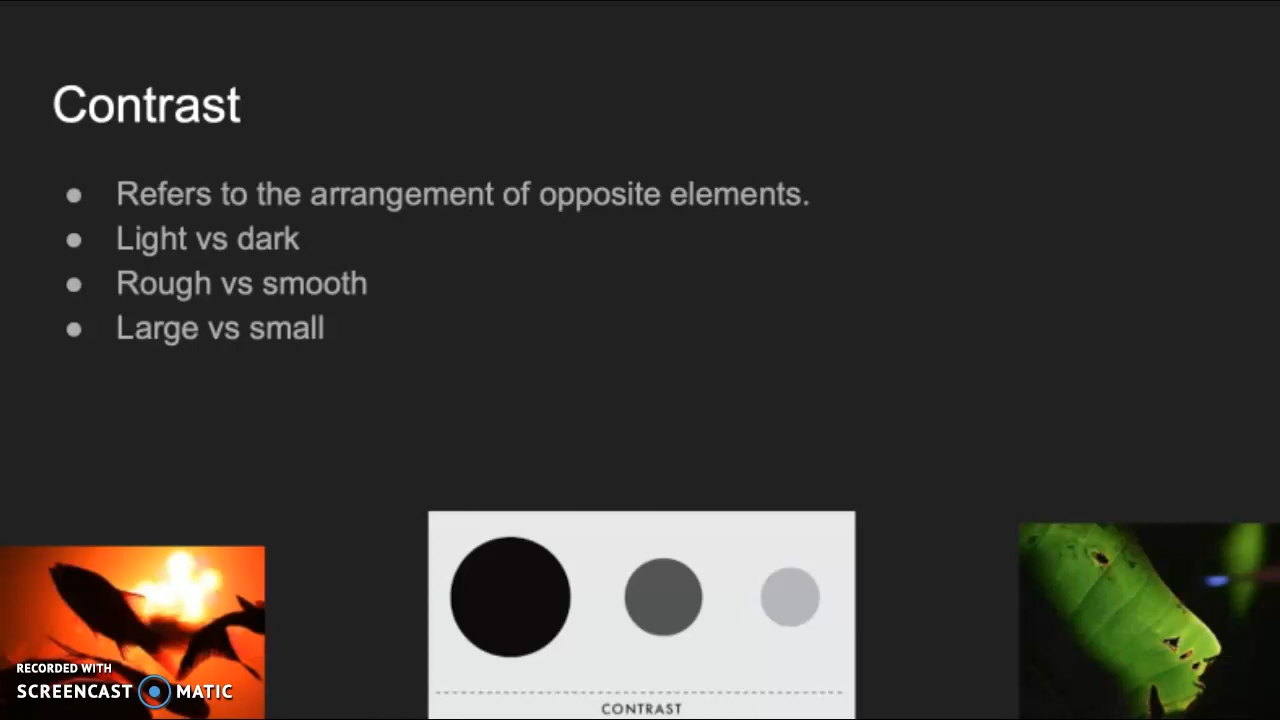 Contrast
● Refers to the arrangement of opposite elements.
● Light vs dark
● Rough vs smooth
● Large vs small
CONTRAST
RECORDED WITH
SCREENCAST MATIC